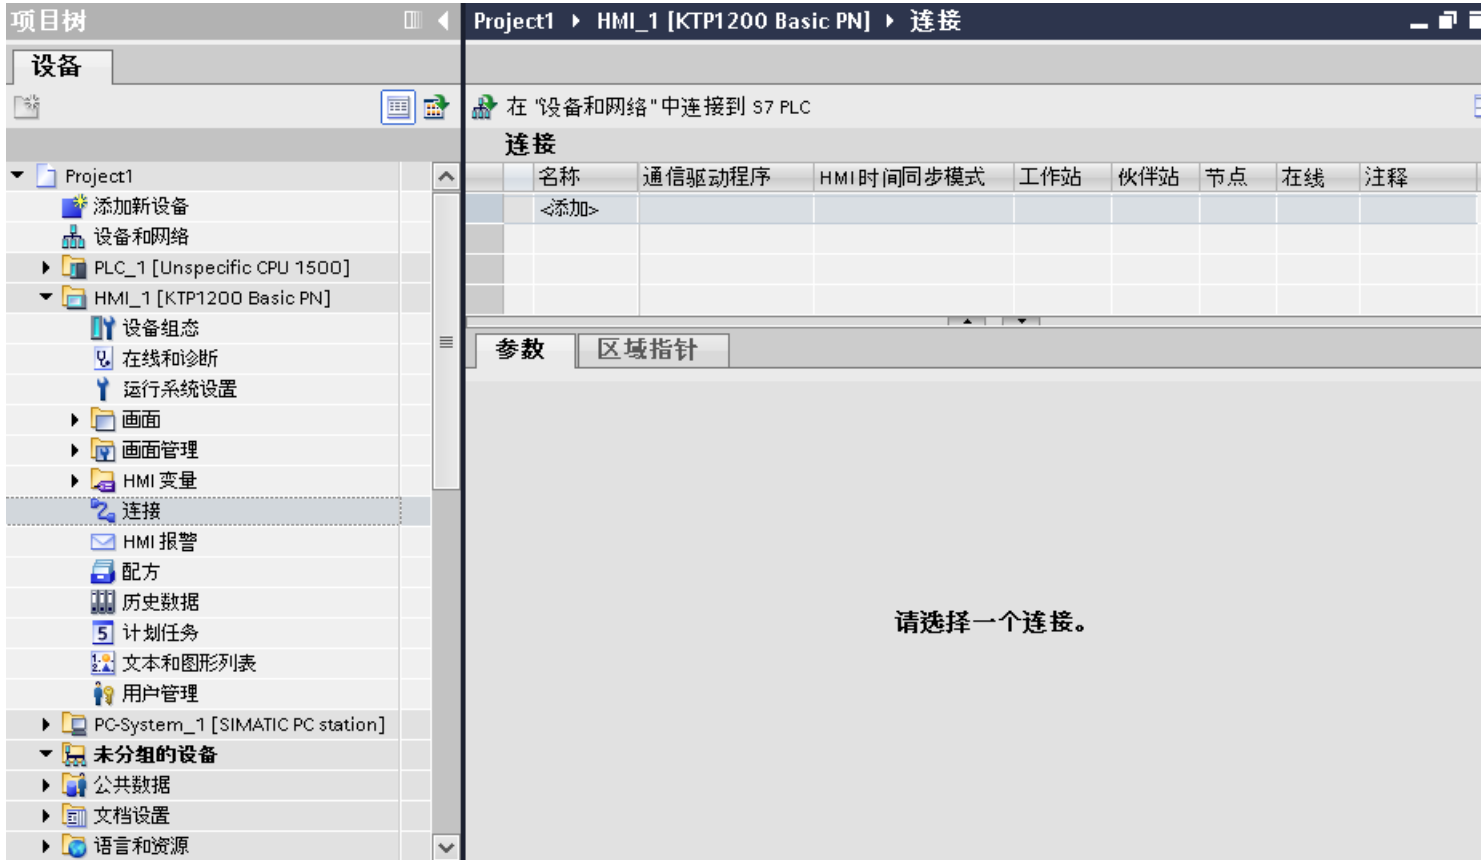 项目树
Project1 ▸ HMI_1 [KTP1200 Basic PN] ▸ 连接
设备
在 "设备和网络" 中连接到 S7 PLC
连接
名称 通信驱动程序 HMI 时间同步模式 工作站 伙伴站 节点 在线 注释
<添加>
参数 区域指针
请选择一个连接。
Project1
添加新设备
设备和网络
PLC_1 [Unspecific CPU 1500]
HMI_1 [KTP1200 Basic PN]
设备组态
在线和诊断
运行系统设置
画面
画面管理
HMI 变量
连接
HMI 报警
配方
历史数据
计划任务
文本和图形列表
用户管理
PC-System_1 [SIMATIC PC station]
未分组的设备
公共数据
文档设置
语言和资源